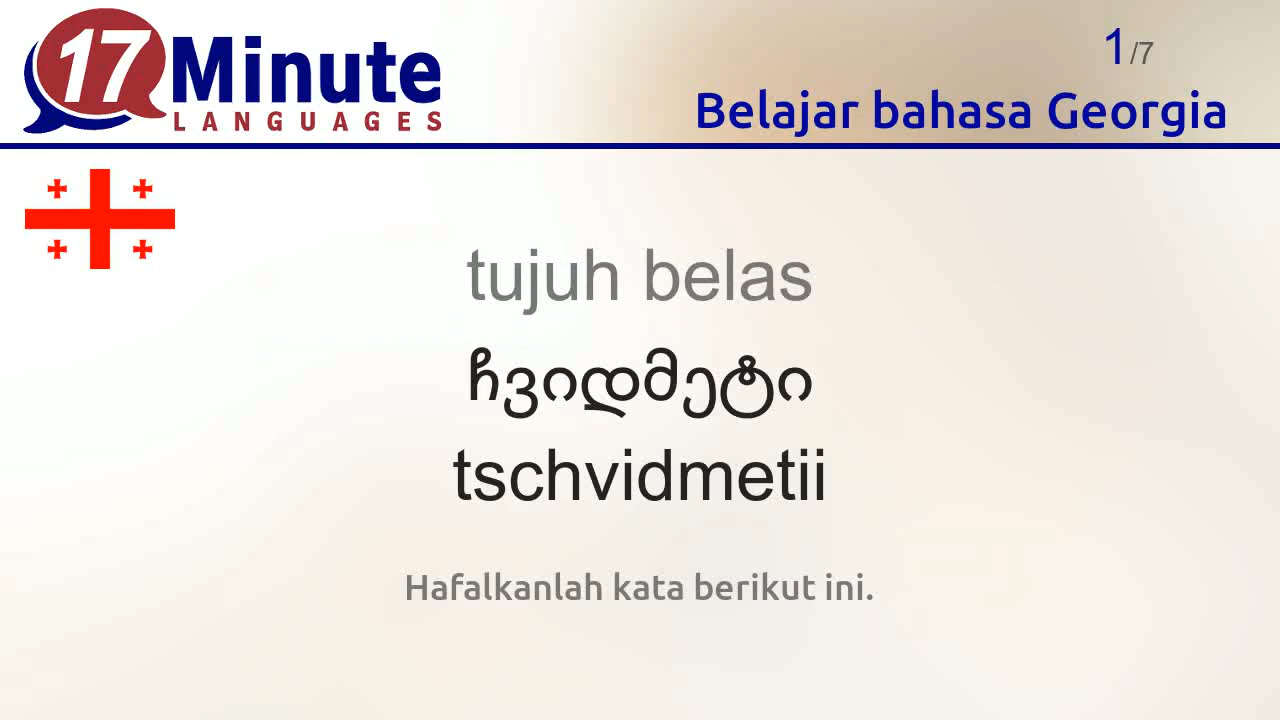 17 Minute
LANGUAGES
1/7
Belajar bahasa Georgia
tujuh belas
ჩვიდმეტი
tschvidmetii
Hafalkanlah kata berikut ini.